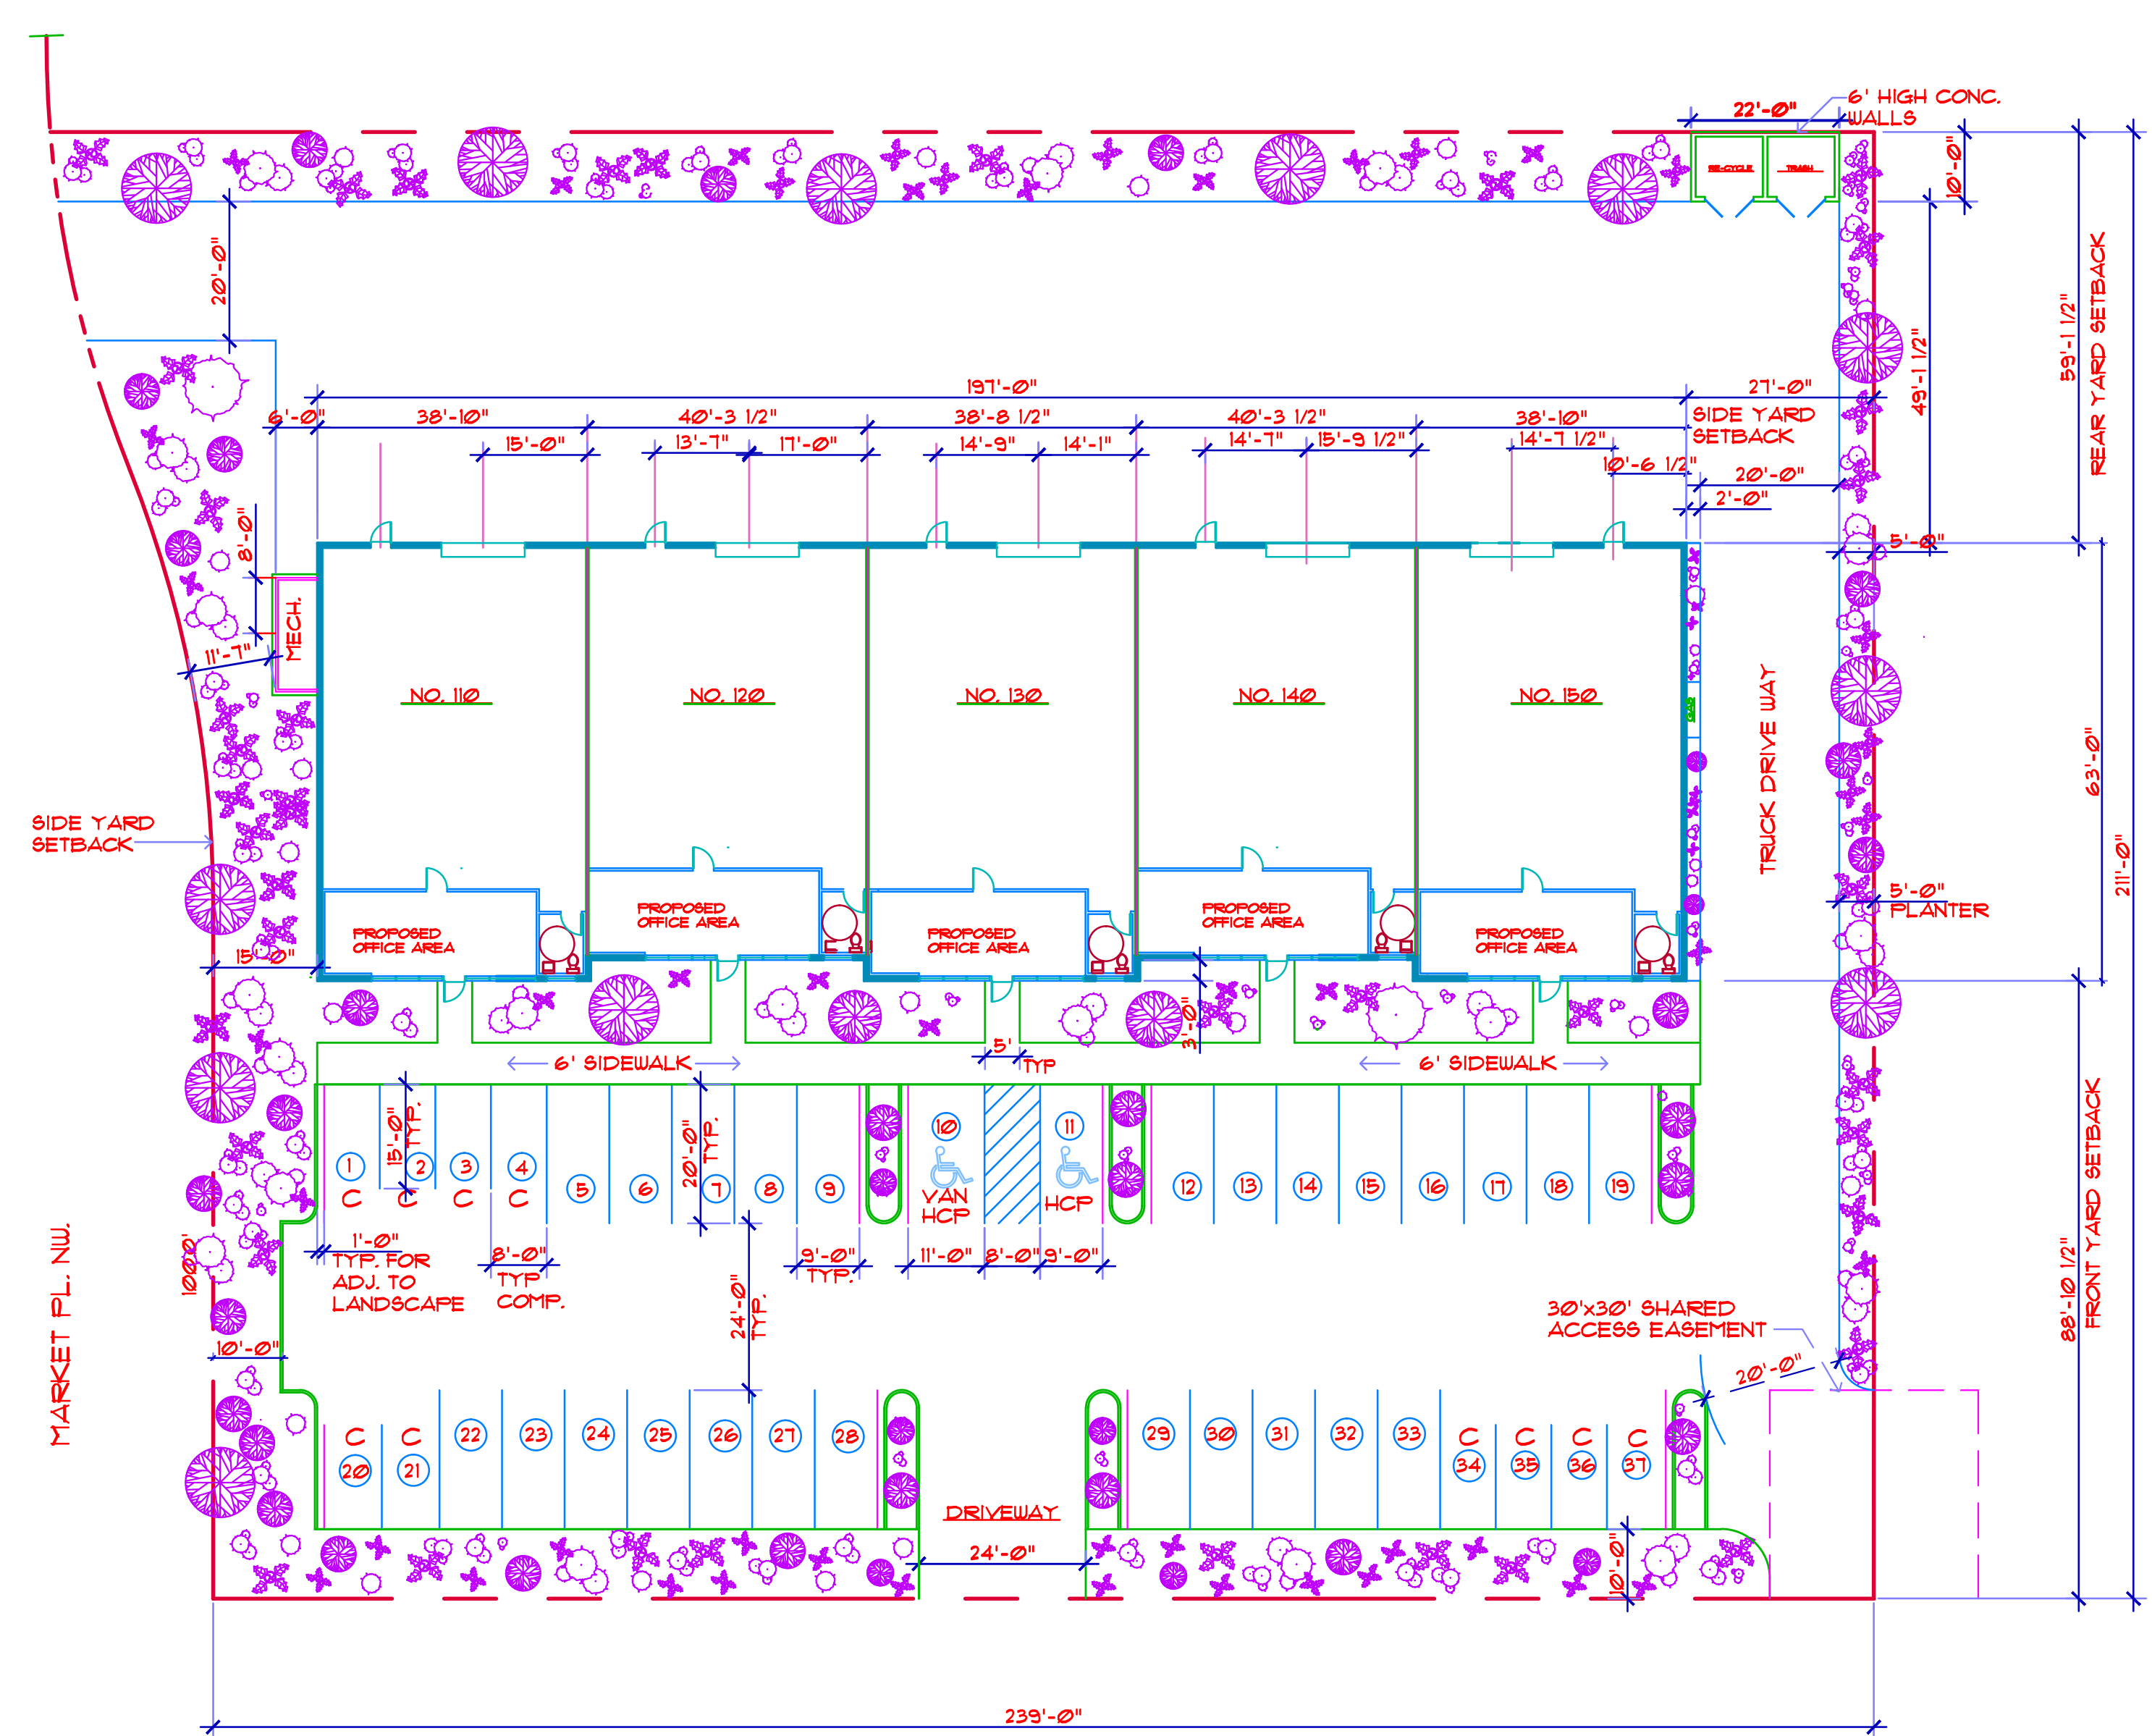 6' HIGH CONC.
WALLS
22'-0"
RE-CYCLE
TRASH
10'-0"
20'-0"
197'-0"
27'-0"
SIDE YARD
SETBACK
6'-0"
38'-10"
40'-3 1/2"
38'-8 1/2"
40'-3 1/2"
38'-10"
15'-0"
13'-7"
17'-0"
14'-9"
14'-1"
14'-7"
15'-9 1/2"
14'-7 1/2"
10'-6 1/2"
20'-0"
2'-0"
49'-1 1/2"
59'-1 1/2"
REAR YARD SETBACK
5'-0"
8'-0"
11'-7"
MECH.
NO. 110
NO. 120
NO. 130
NO. 140
NO. 150
TRUCK DRIVE WAY
63'-0"
211'-0"
SIDE YARD
SETBACK
5'-0"
PLANTER
PROPOSED
OFFICE AREA
PROPOSED
OFFICE AREA
PROPOSED
OFFICE AREA
PROPOSED
OFFICE AREA
PROPOSED
OFFICE AREA
15'-0"
3'-0"
6' SIDEWALK
5'
TYP
6' SIDEWALK
15'-0"
TYP.
20'-0"
TYP.
1
2
3
4
5
6
7
8
9
10
11
12
13
14
15
16
17
18
19
C
C
C
C
VAN
HCP
HCP
1'-0"
TYP. FOR
ADJ. TO
LANDSCAPE
8'-0"
TYP
COMP.
9'-0"
TYP.
11'-0"
8'-0"
9'-0"
24'-0"
TYP.
MARKET PL. NW.
10'-0"
30'x30' SHARED
ACCESS EASEMENT
20'-0"
88'-10 1/2"
FRONT YARD SETBACK
C
C
20
21
22
23
24
25
26
27
28
29
30
31
32
33
C
C
C
C
34
35
36
37
DRIVEWAY
24'-0"
10'-0"
239'-0"